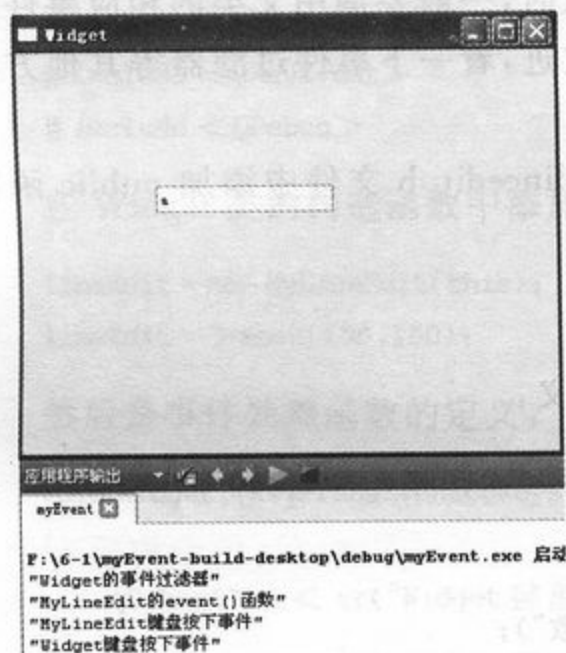 Widget
a
应用程序输出
myEvent
F:\6-1\myEvent-build-desktop\debug\myEvent.exe 启动
"Widget的事件过滤器"
"MyLineEdit的event()函数"
"MyLineEdit键盘按下事件"
"Widget键盘按下事件"